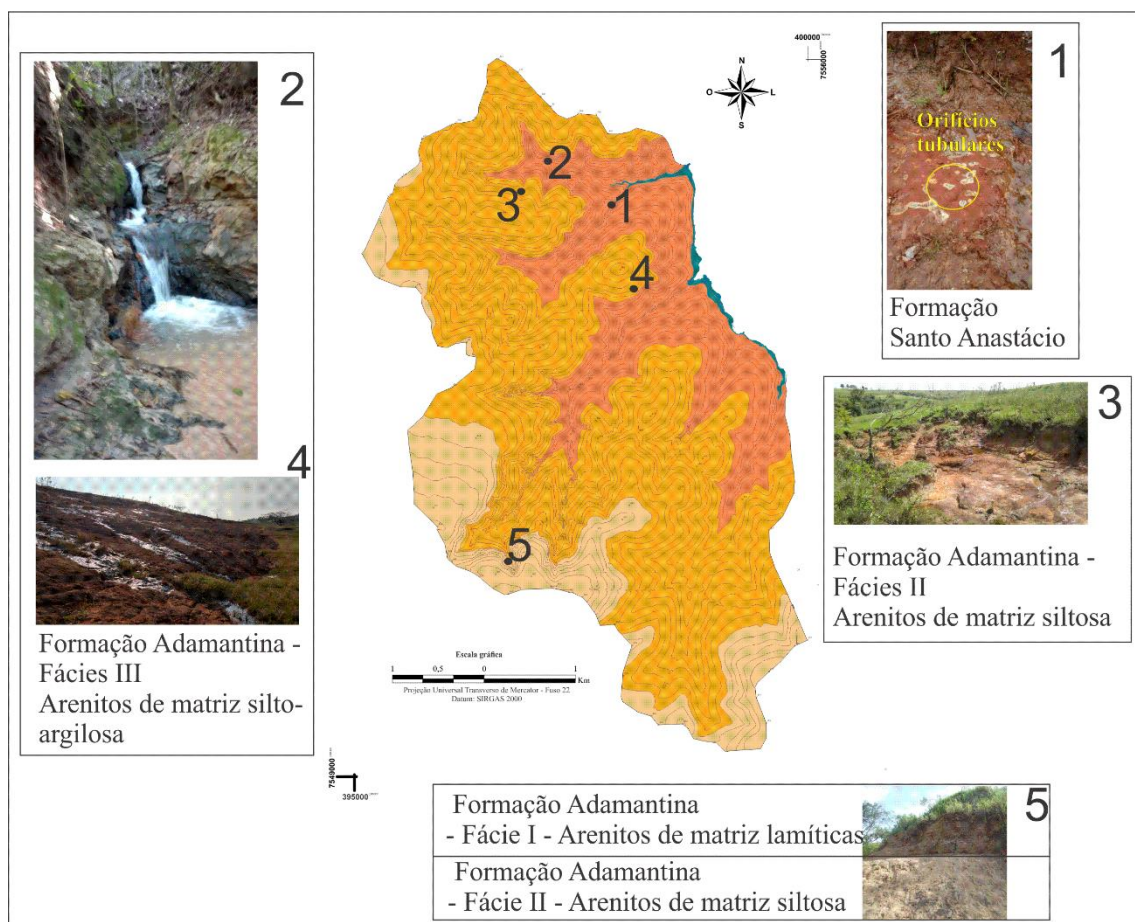 2
4
Formação Adamantina -
Fácies III
Arenitos de matriz silto-
argilosa
400000
7556000
N
O
L
S
2
3
1
4
5
Escala gráfica
1 0,5 0 1
Km
Projeção Universal Transverso de Mercator - Fuso 22
Datum: SIRGAS 2000
7549000
395000
1
Orifícios
tubulares
Formação
Santo Anastácio
3
Formação Adamantina -
Fácies II
Arenitos de matriz siltosa
5
Formação Adamantina
- Fácie I - Arenitos de matriz lamíticas
Formação Adamantina
- Fácie II - Arenitos de matriz siltosa